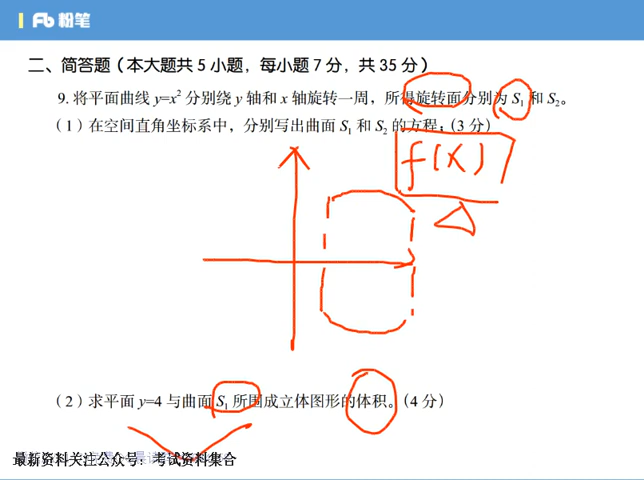 粉笔
二、简答题（本大题共 5 小题，每小题 7 分，共 35 分）
9. 将平面曲线 y=x² 分别绕 y 轴和 x 轴旋转一周，所得旋转面分别为 S₁ 和 S₂。
（1）在空间直角坐标系中，分别写出曲面 S₁ 和 S₂ 的方程；（3 分）
f(x)
（2）求平面 y=4 与曲面 S₁ 所围成立体图形的体积。（4 分）
最新资料关注公众号：考试资料集合